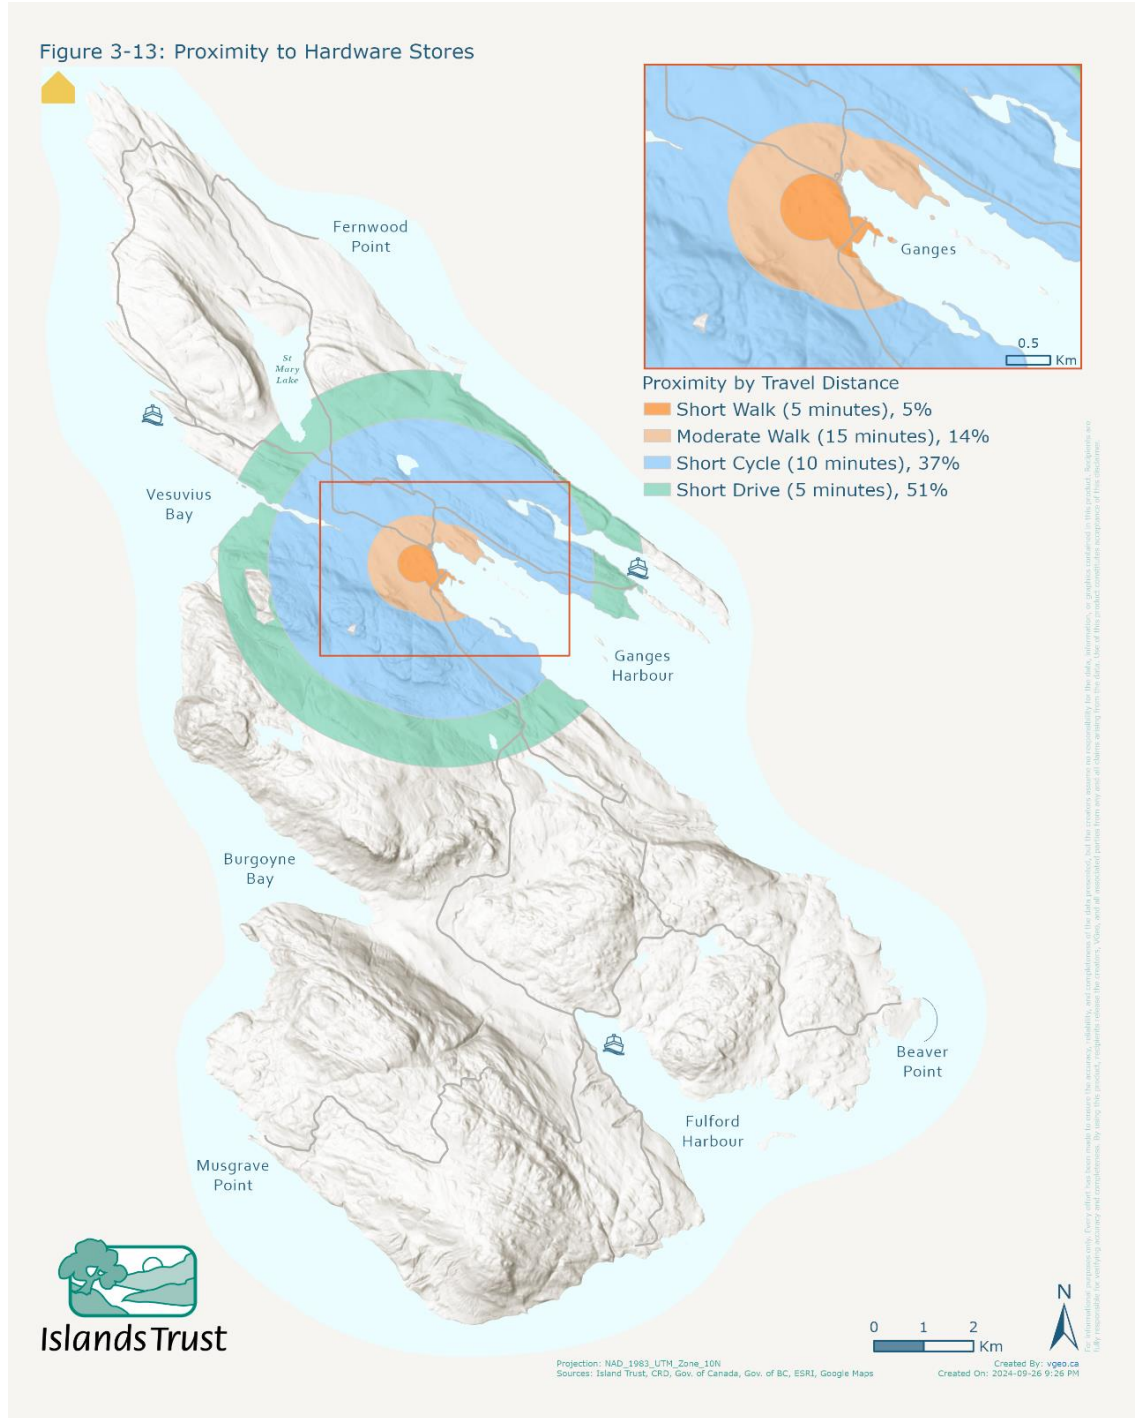 Figure 3-13: Proximity to Hardware Stores
Ganges
0.5
Km
Proximity by Travel Distance
Short Walk (5 minutes), 5%
Moderate Walk (15 minutes), 14%
Short Cycle (10 minutes), 37%
Short Drive (5 minutes), 51%
Fernwood
Point
St
Mary
Lake
Vesuvius
Bay
Ganges
Harbour
Burgoyne
Bay
Beaver
Point
Fulford
Harbour
Musgrave
Point
Islands Trust
N
0 1 2
Km
Projection: NAD_1983_UTM_Zone_10N
Sources: Island Trust, CRD, Gov. of Canada, Gov. of BC, ESRI, Google Maps
Created By: vgeo.ca
Created On: 2024-09-26 9:26 PM